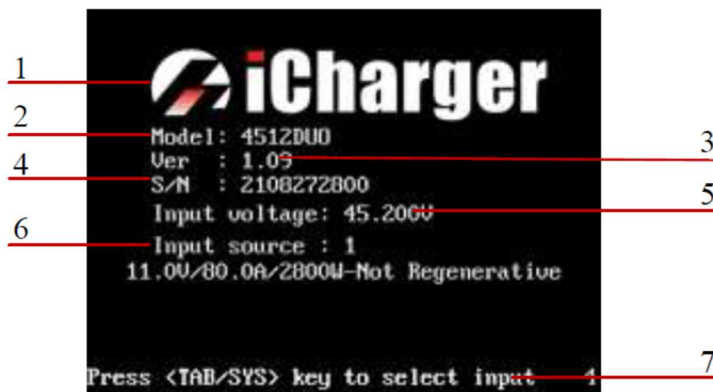 1
iCharger
2
Model: 4512DUO
3
Ver : 1.09
4
S/N : 2108272800
5
Input voltage: 45.200V
6
Input source : 1
11.0V/80.0A/2800W-Not Regenerative
7
Press <TAB/SYS> key to select input 4